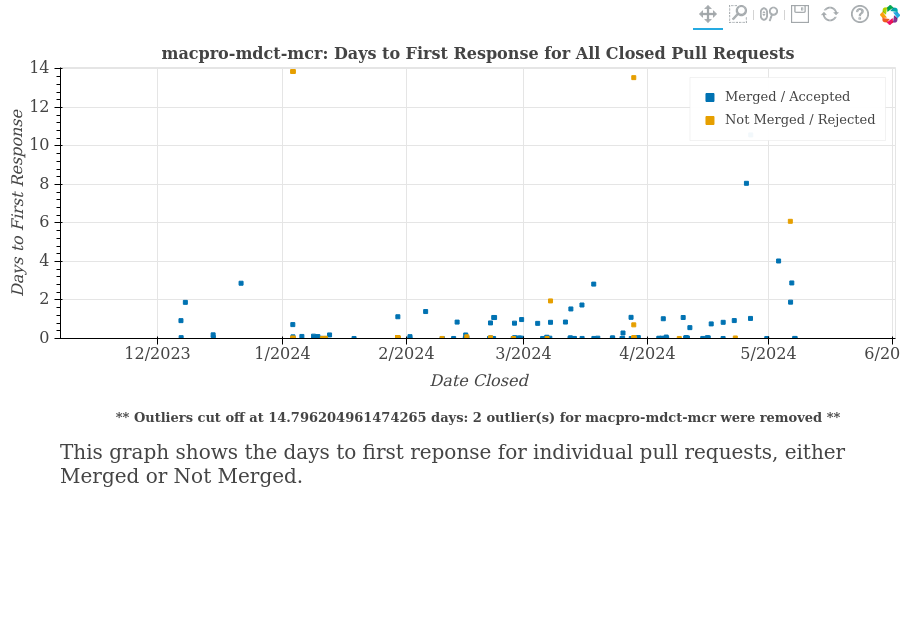 macpro-mdct-mcr: Days to First Response for All Closed Pull Requests
14
12
10
8
6
4
2
0
Days to First Response
Merged / Accepted
Not Merged / Rejected
12/2023 1/2024 2/2024 3/2024 4/2024 5/2024 6/20
Date Closed
** Outliers cut off at 14.796204961474265 days: 2 outlier(s) for macpro-mdct-mcr were removed **
This graph shows the days to first reponse for individual pull requests, either
Merged or Not Merged.